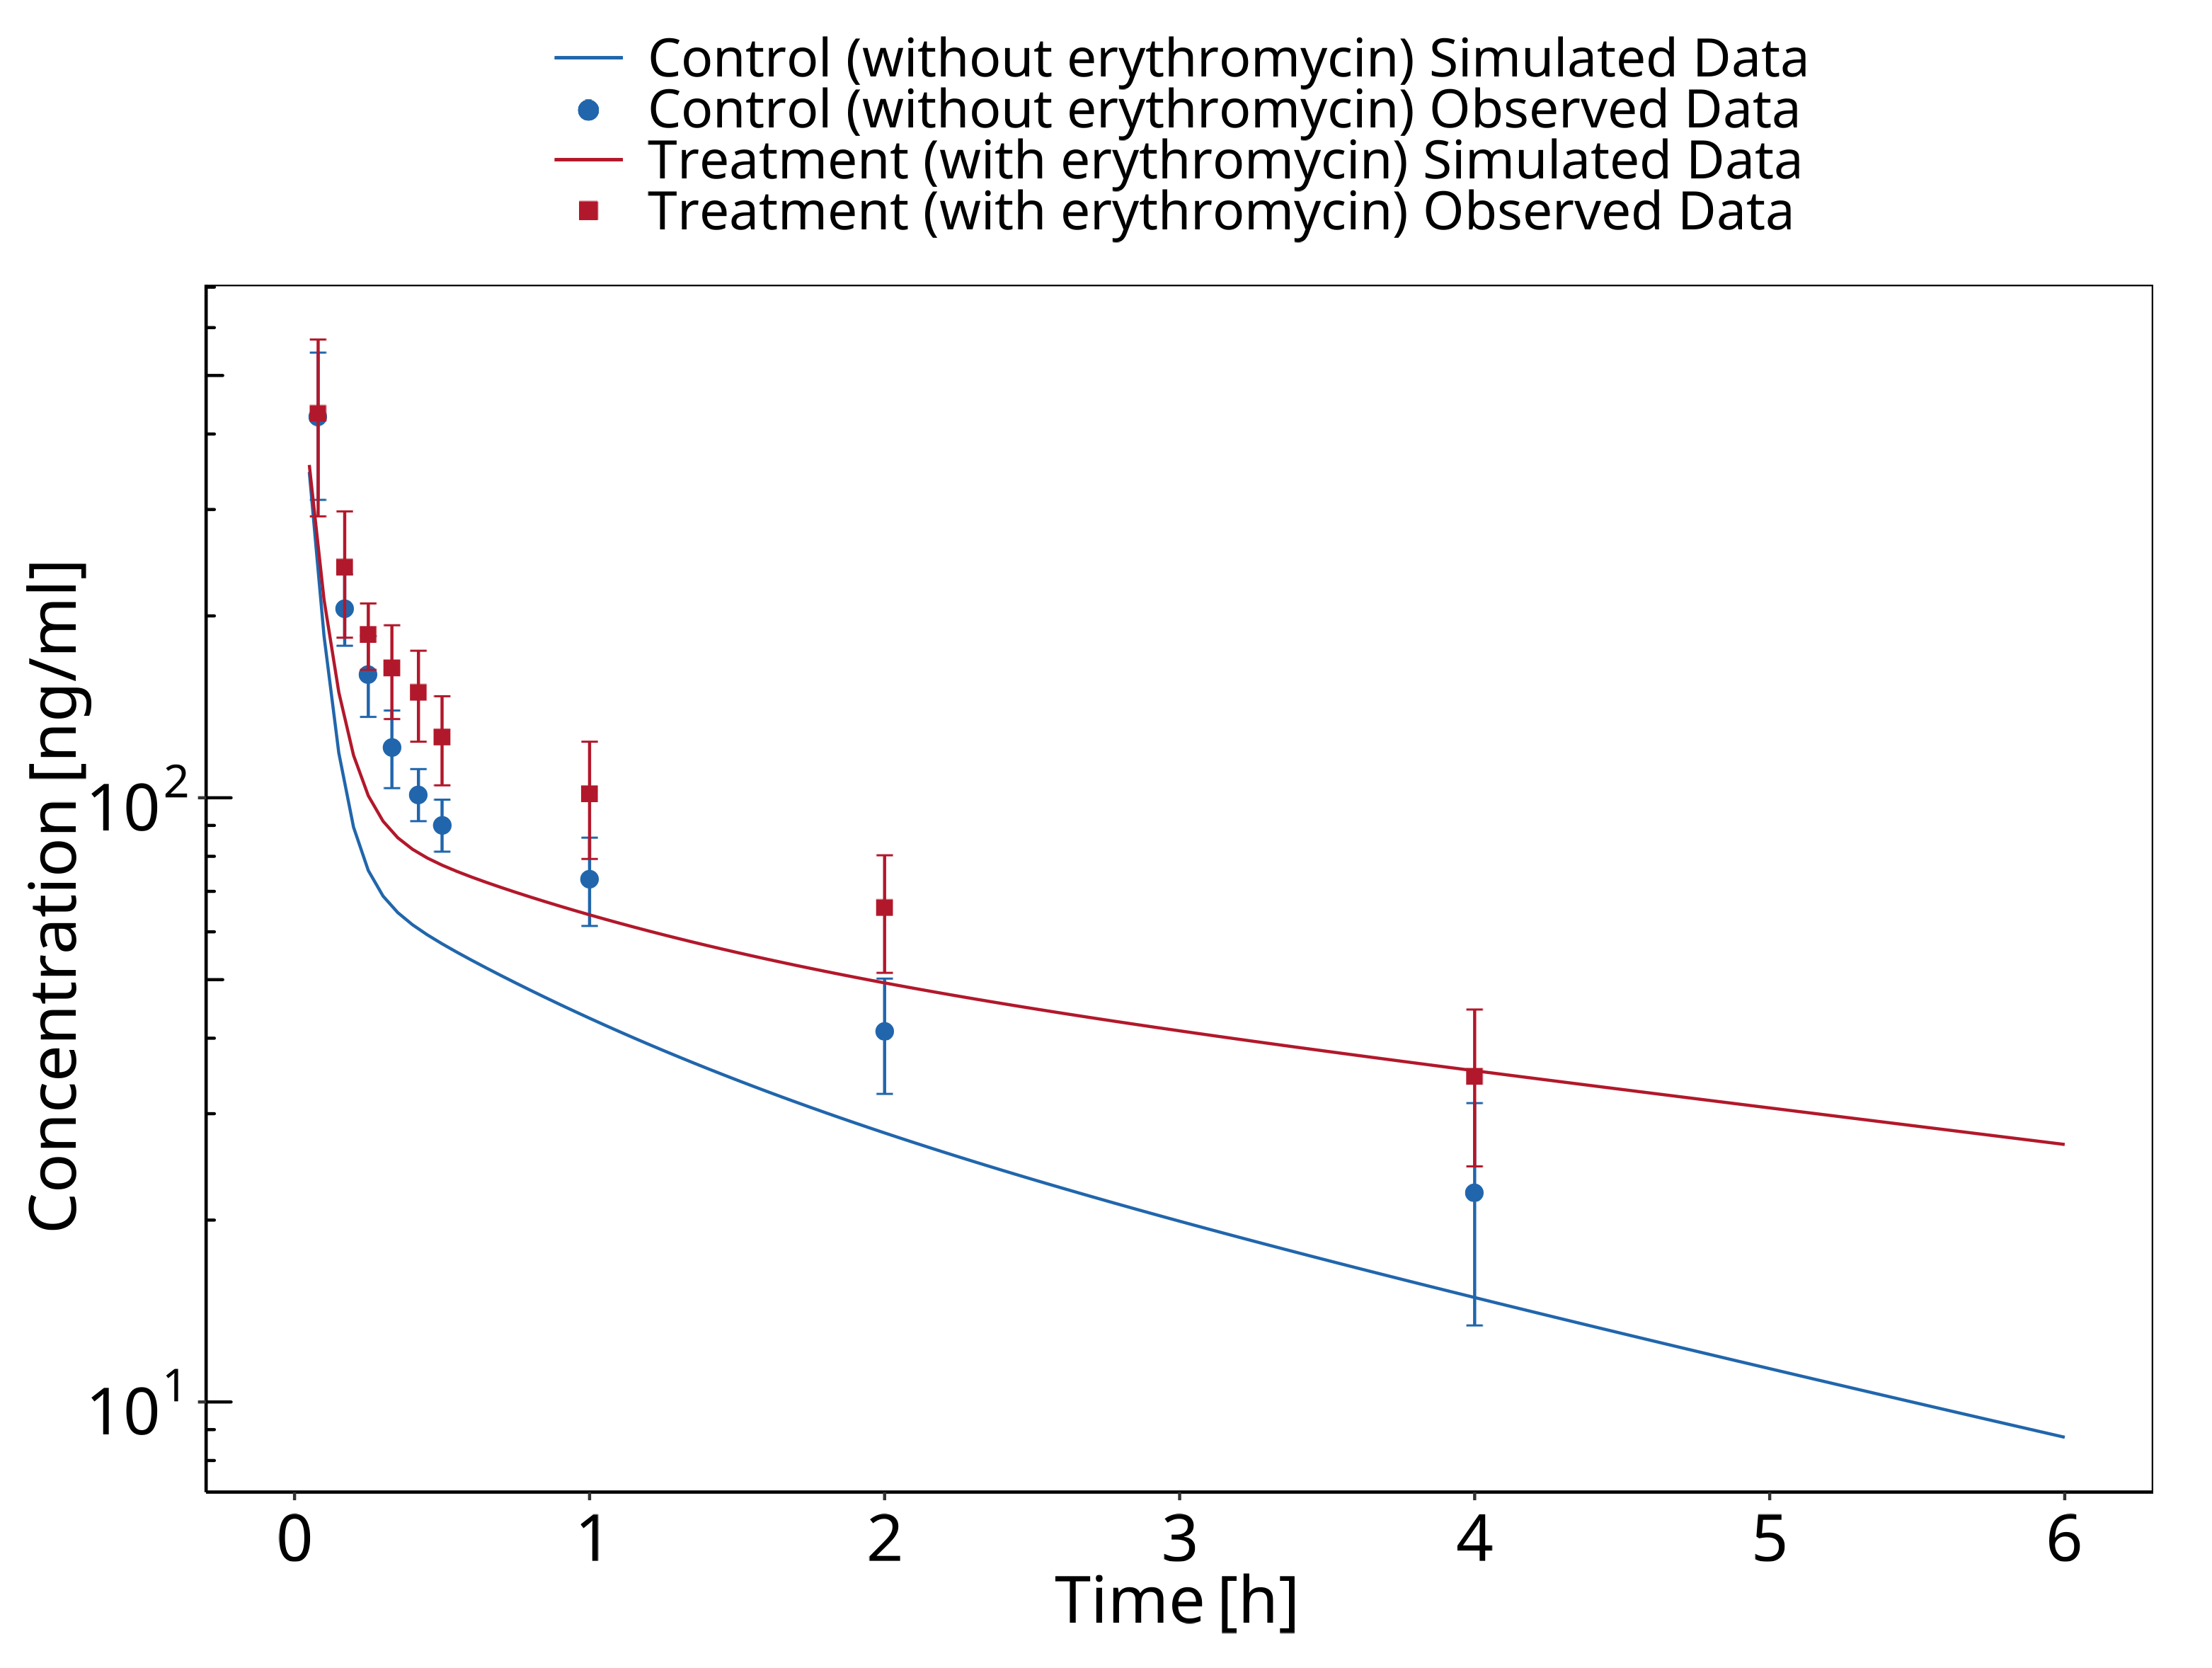 Control (without erythromycin) Simulated Data
Control (without erythromycin) Observed Data
Treatment (with erythromycin) Simulated Data
Treatment (with erythromycin) Observed Data
Concentration [ng/ml]
10²
10¹
0 1 2 3 4 5 6
Time [h]